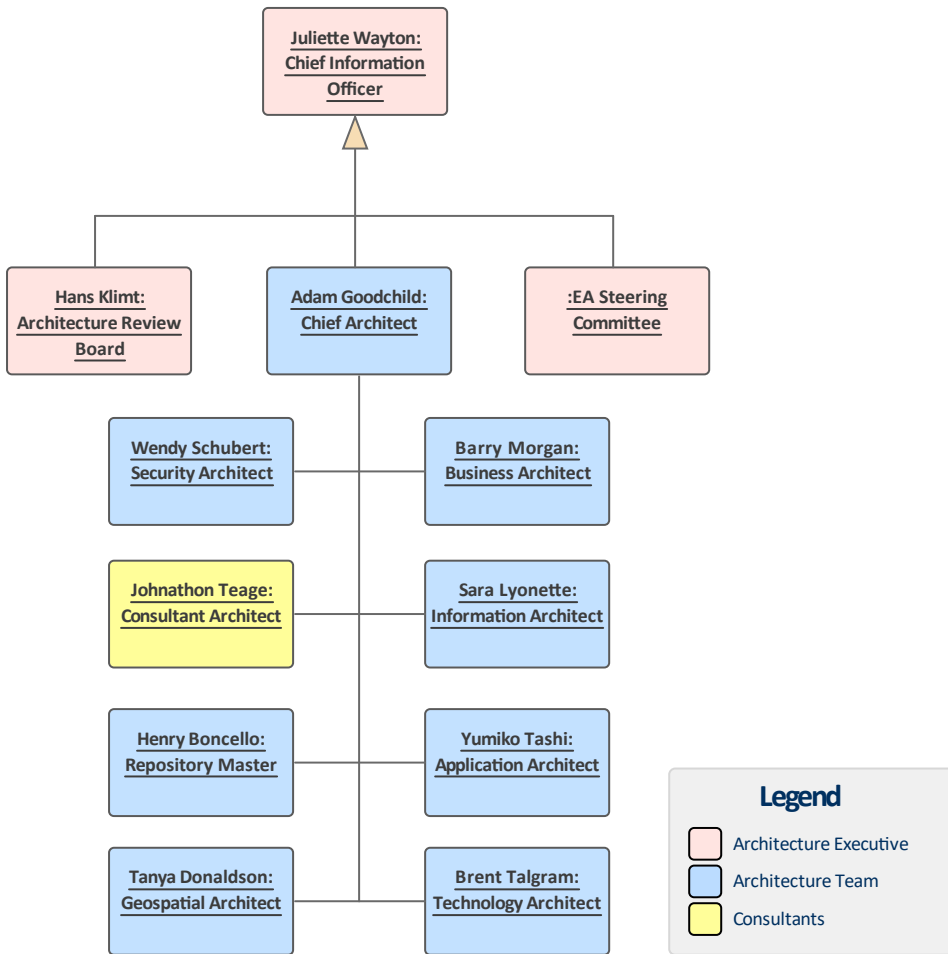 Juliette Wayton:
Chief Information
Officer
Hans Klimt:
Architecture Review
Board
Adam Goodchild:
Chief Architect
:EA Steering
Committee
Wendy Schubert:
Security Architect
Barry Morgan:
Business Architect
Johnathon Teage:
Consultant Architect
Sara Lyonette:
Information Architect
Henry Boncello:
Repository Master
Yumiko Tashi:
Application Architect
Tanya Donaldson:
Geospatial Architect
Brent Talgram:
Technology Architect
Legend
Architecture Executive
Architecture Team
Consultants